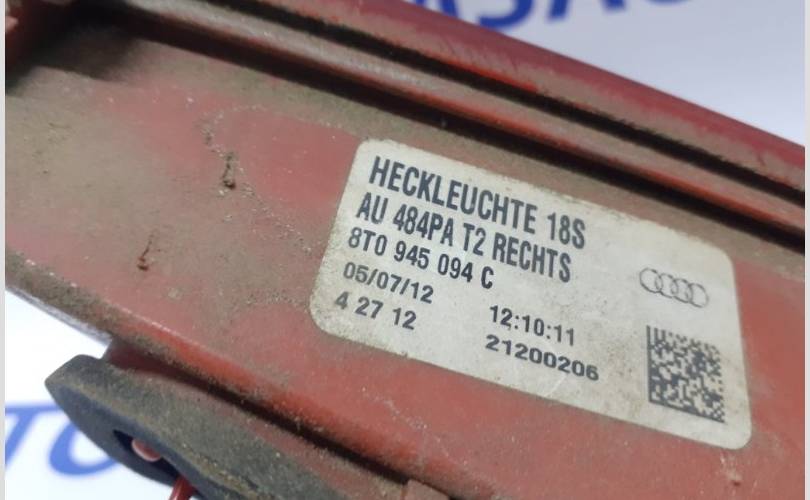 HECKLEUCHTE 18S
AU 484PA T2 RECHTS
8T0 945 094 C
05/07/12 12:10:11
4 27 12 21200206